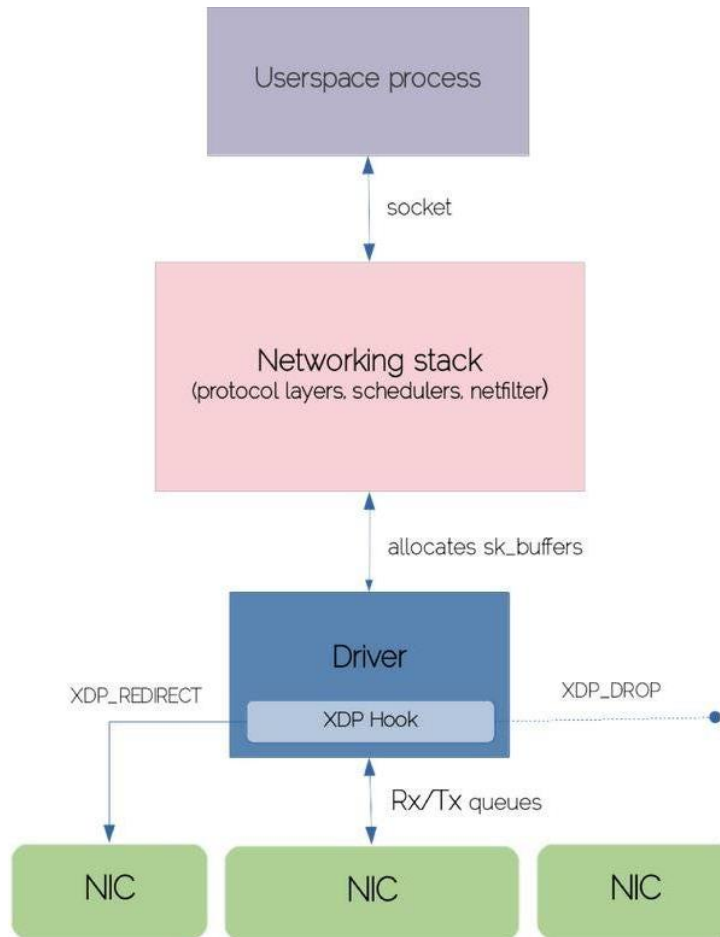 Userspace process
socket
Networking stack
(protocol layers, schedulers, netfilter)
allocates sk_buffers
Driver
XDP_REDIRECT
XDP_DROP
XDP Hook
Rx/Tx queues
NIC
NIC
NIC